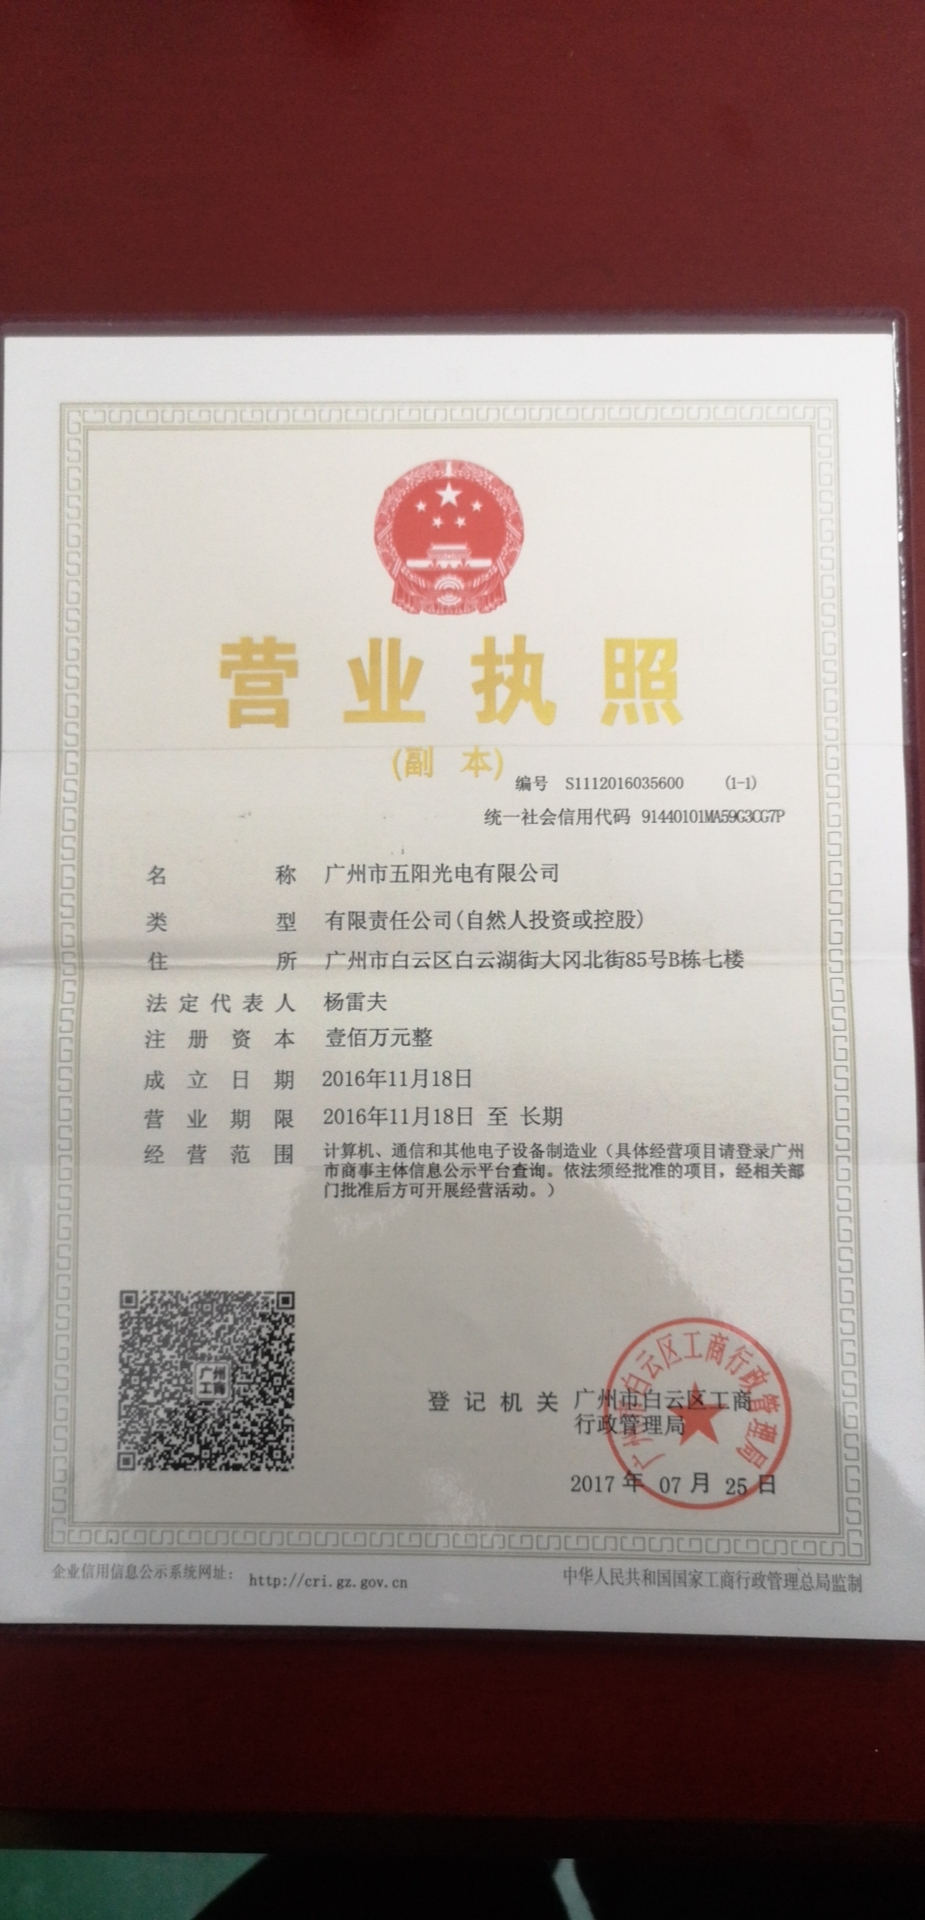 营业执照
(副 本)
编号 S1112016035600 (1-1)
统一社会信用代码 91440101MA59G3CG7P
名称 广州市五阳光电有限公司
类型 有限责任公司(自然人投资或控股)
住所 广州市白云区白云湖街大冈北街85号B栋七楼
法定代表人 杨雷夫
注册资本 壹佰万元整
成立日期 2016年11月18日
营业期限 2016年11月18日 至 长期
经营范围 计算机、通信和其他电子设备制造业（具体经营项目请登录广州
市商事主体信息公示平台查询。依法须经批准的项目，经相关部
门批准后方可开展经营活动。）
广州
工商
登记机关 广州市白云区工商
行政管理局
广州市白云区工商行政管理局
2017 年 07 月 25 日
企业信用信息公示系统网址： http://cri.gz.gov.cn
中华人民共和国国家工商行政管理总局监制